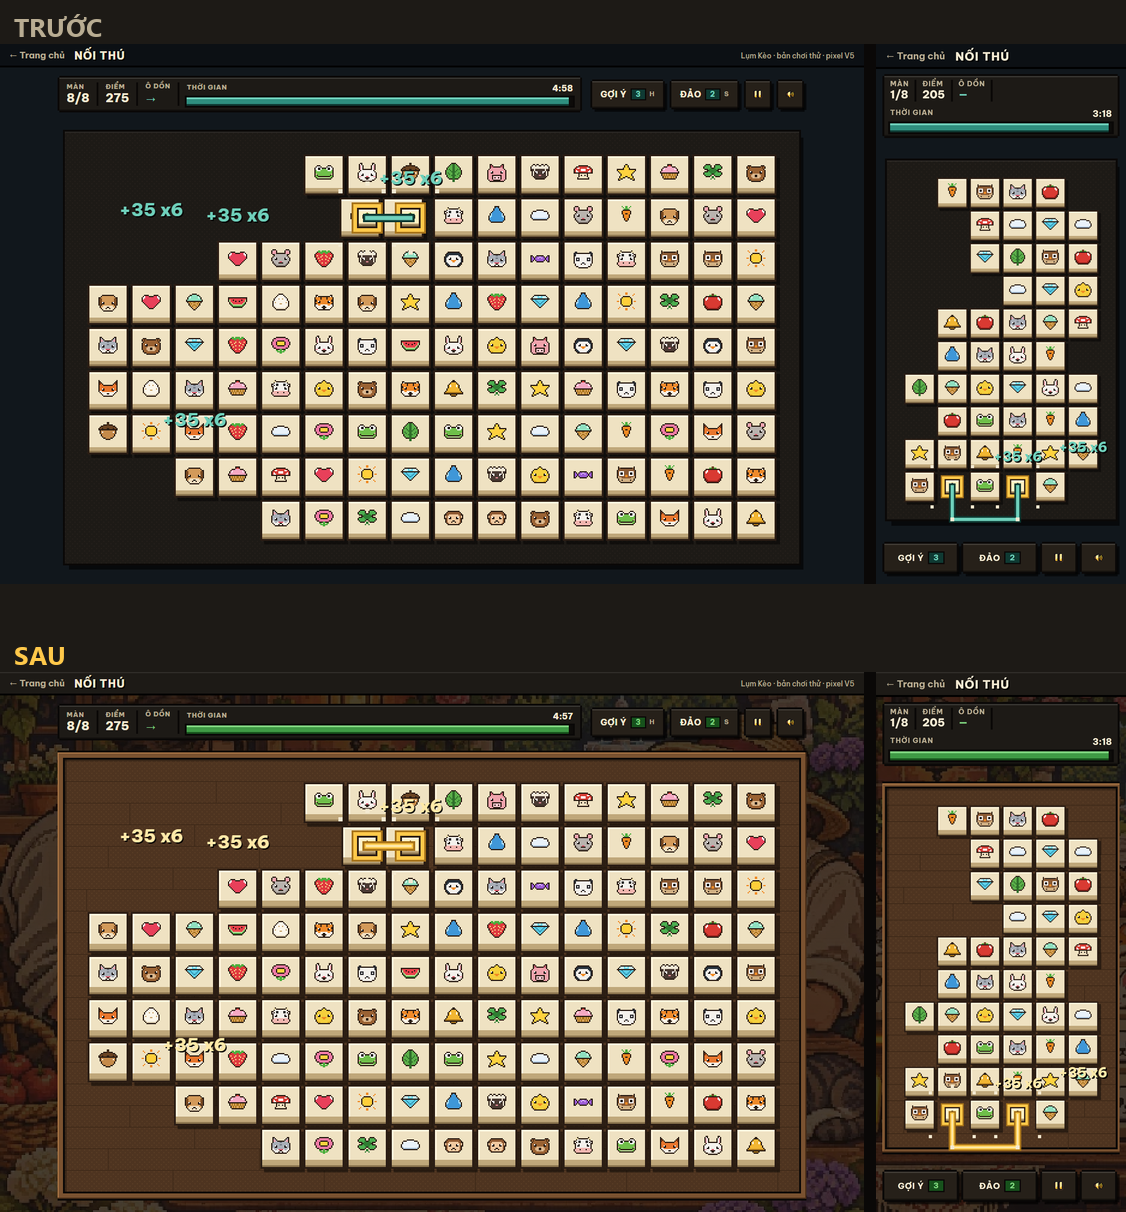 TRƯỚC
← Trang chủ NỐI THÚ
Lụm Kèo · bản chơi thử · pixel V5
MÀN ĐIỂM Ô DỒN THỜI GIAN
8/8 275 → 4:58
GỢI Ý 3 H
ĐẢO 2 S
+35 x6
+35 x6
+35 x6
+35 x6
← Trang chủ NỐI THÚ
MÀN ĐIỂM Ô DỒN
1/8 205 –
THỜI GIAN 3:18
+35 x6
+35 x6
GỢI Ý 3
ĐẢO 2
SAU
← Trang chủ NỐI THÚ
Lụm Kèo · bản chơi thử · pixel V5
MÀN ĐIỂM Ô DỒN THỜI GIAN
8/8 275 → 4:57
GỢI Ý 3 H
ĐẢO 2 S
+35 x6
+35 x6
+35 x6
+35 x6
← Trang chủ NỐI THÚ
MÀN ĐIỂM Ô DỒN
1/8 205 –
THỜI GIAN 3:18
+35 x6
+35 x6
GỢI Ý 3
ĐẢO 2